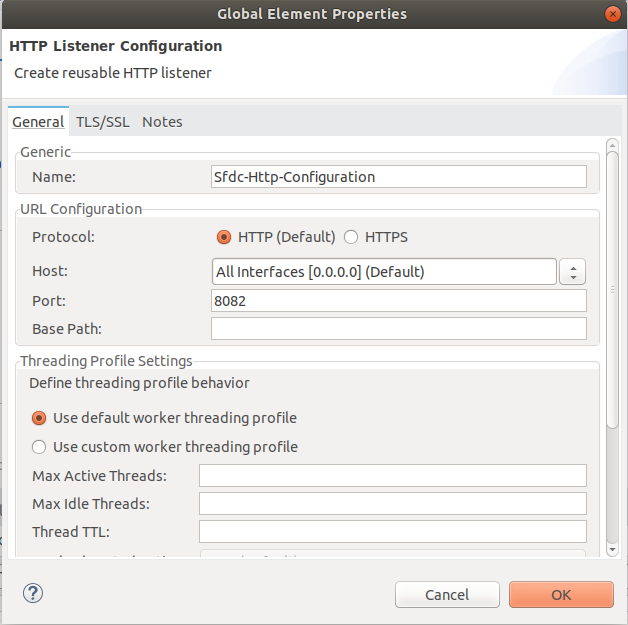 Global Element Properties
HTTP Listener Configuration
Create reusable HTTP listener
General TLS/SSL Notes
Generic
Name: Sfdc-Http-Configuration
URL Configuration
Protocol: HTTP (Default) HTTPS
Host: All Interfaces [0.0.0.0] (Default)
Port: 8082
Base Path:
Threading Profile Settings
Define threading profile behavior
Use default worker threading profile
Use custom worker threading profile
Max Active Threads:
Max Idle Threads:
Thread TTL:
? Cancel OK